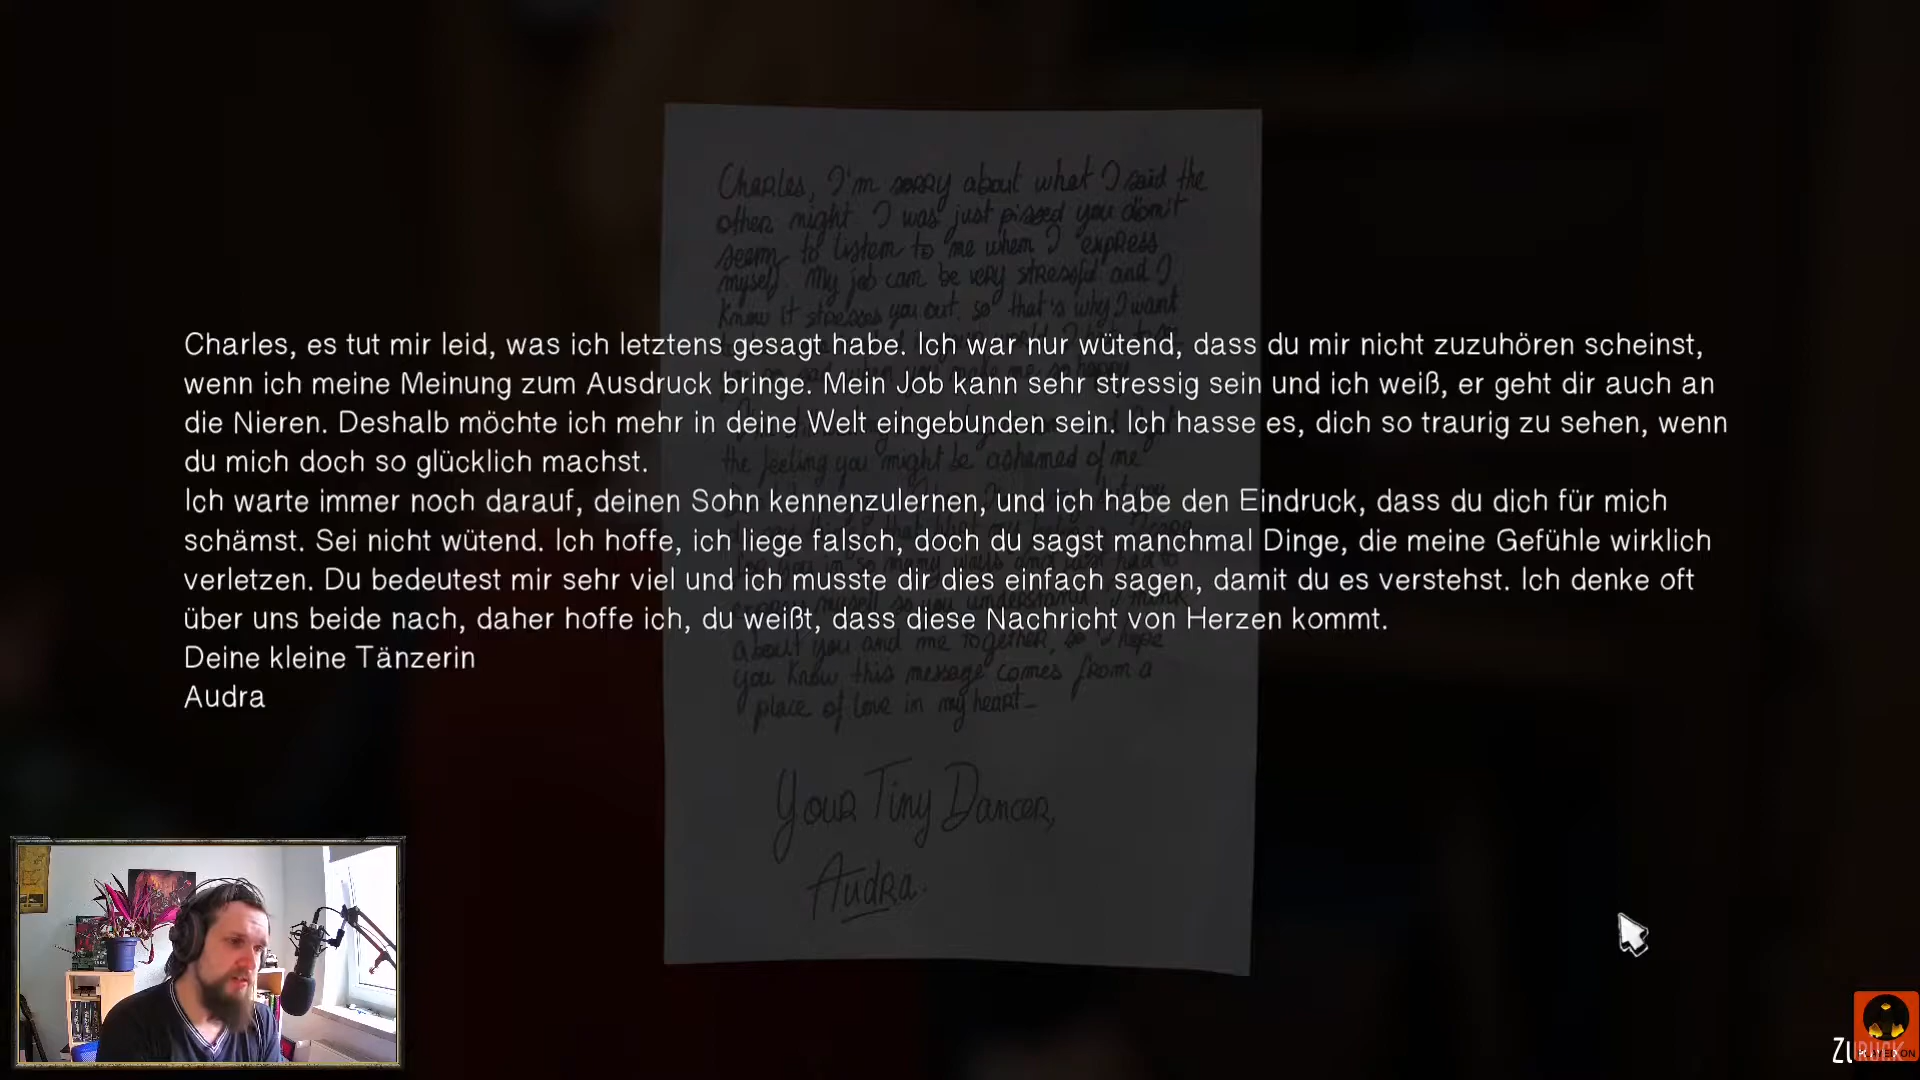 Charles, I'm sorry about what I said the
other night. I was just pissed you don't
seem to listen to me when I express
myself. My job can be very stressful and I
know it stresses you out, so that's why I want
Charles, es tut mir leid, was ich letztens gesagt habe. Ich war nur wütend, dass du mir nicht zuzuhören scheinst,
wenn ich meine Meinung zum Ausdruck bringe. Mein Job kann sehr stressig sein und ich weiß, er geht dir auch an
die Nieren. Deshalb möchte ich mehr in deine Welt eingebunden sein. Ich hasse es, dich so traurig zu sehen, wenn
du mich doch so glücklich machst.
the feeling you might be ashamed of me
Ich warte immer noch darauf, deinen Sohn kennenzulernen, und ich habe den Eindruck, dass du dich für mich
schämst. Sei nicht wütend. Ich hoffe, ich liege falsch, doch du sagst manchmal Dinge, die meine Gefühle wirklich
verletzen. Du bedeutest mir sehr viel und ich musste dir dies einfach sagen, damit du es verstehst. Ich denke oft
über uns beide nach, daher hoffe ich, du weißt, dass diese Nachricht von Herzen kommt.
Deine kleine Tänzerin
Audra
about you and me together, so I hope
you know this message comes from a
place of love in my heart_
Your Tiny Dancer,
Audra